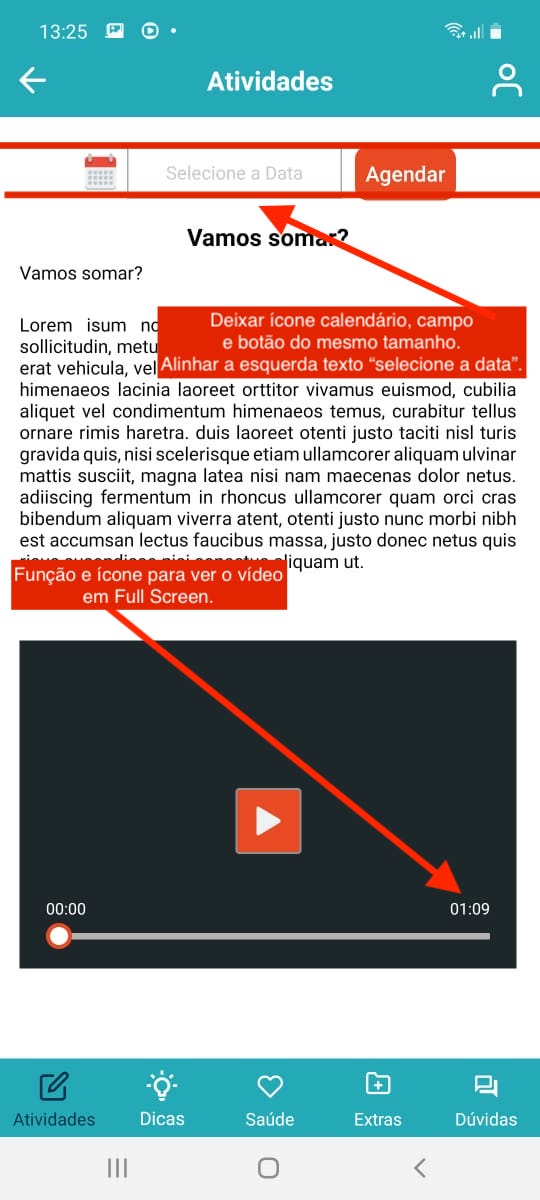 13:25
Atividades
Selecione a Data
Agendar
Vamos somar?
Vamos somar?
Deixar ícone calendário, campo
e botão do mesmo tamanho.
Alinhar a esquerda texto “selecione a data”.
Lorem isum
sollicitudin, metu
erat vehicula, vel
himenaeos lacinia laoreet orttitor vivamus euismod, cubilia
aliquet vel condimentum himenaeos temus, curabitur tellus
ornare rimis haretra. duis laoreet otenti justo taciti nisl turis
gravida quis, nisi scelerisque etiam ullamcorer aliquam ulvinar
mattis susciit, magna latea nisi nam maecenas dolor netus.
adiiscing fermentum in rhoncus ullamcorer quam orci cras
bibendum aliquam viverra atent, otenti justo nunc morbi nibh
est accumsan lectus faucibus massa, justo donec netus quis
aliquam ut.
Função e ícone para ver o vídeo
em Full Screen.
00:00
01:09
Atividades
Dicas
Saúde
Extras
Dúvidas